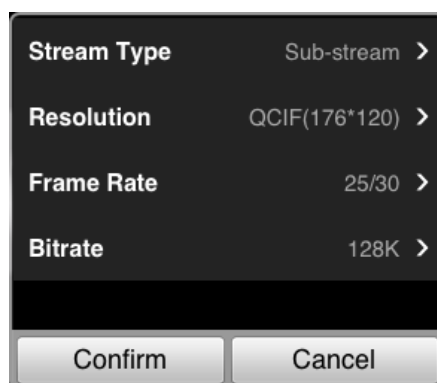 Stream Type Sub-stream >
Resolution QCIF(176*120) >
Frame Rate 25/30 >
Bitrate 128K >
Confirm Cancel